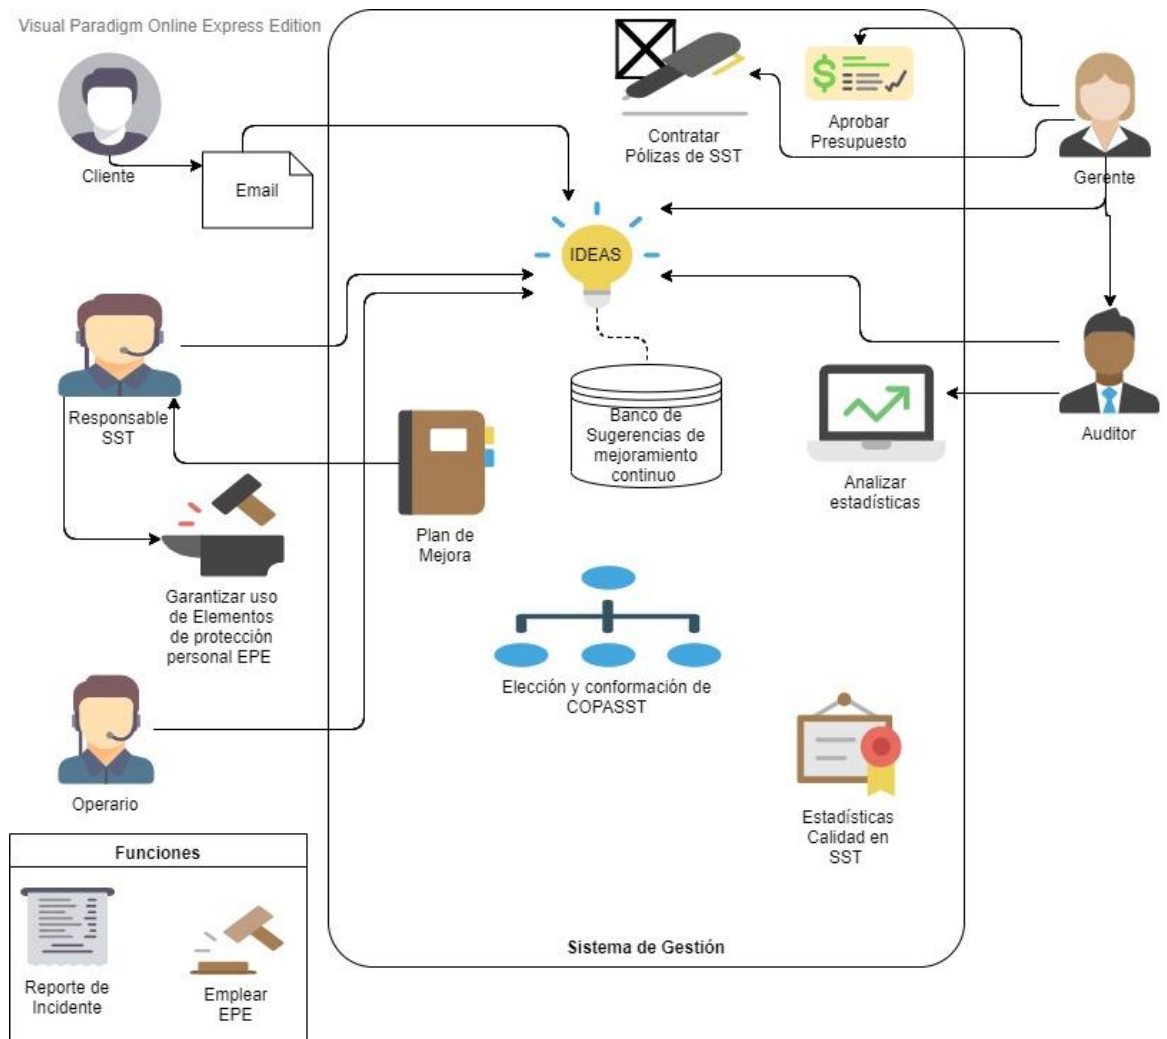 Visual Paradigm Online Express Edition
Cliente
Email
Contratar
Pólizas de SST
Aprobar
Presupuesto
Gerente
IDEAS
Responsable
SST
Banco de
Sugerencias de
mejoramiento
continuo
Auditor
Analizar
estadísticas
Plan de
Mejora
Garantizar uso
de Elementos
de protección
personal EPE
Elección y conformación de
COPASST
Operario
Estadísticas
Calidad en
SST
Funciones
Reporte de
Incidente
Emplear
EPE
Sistema de Gestión